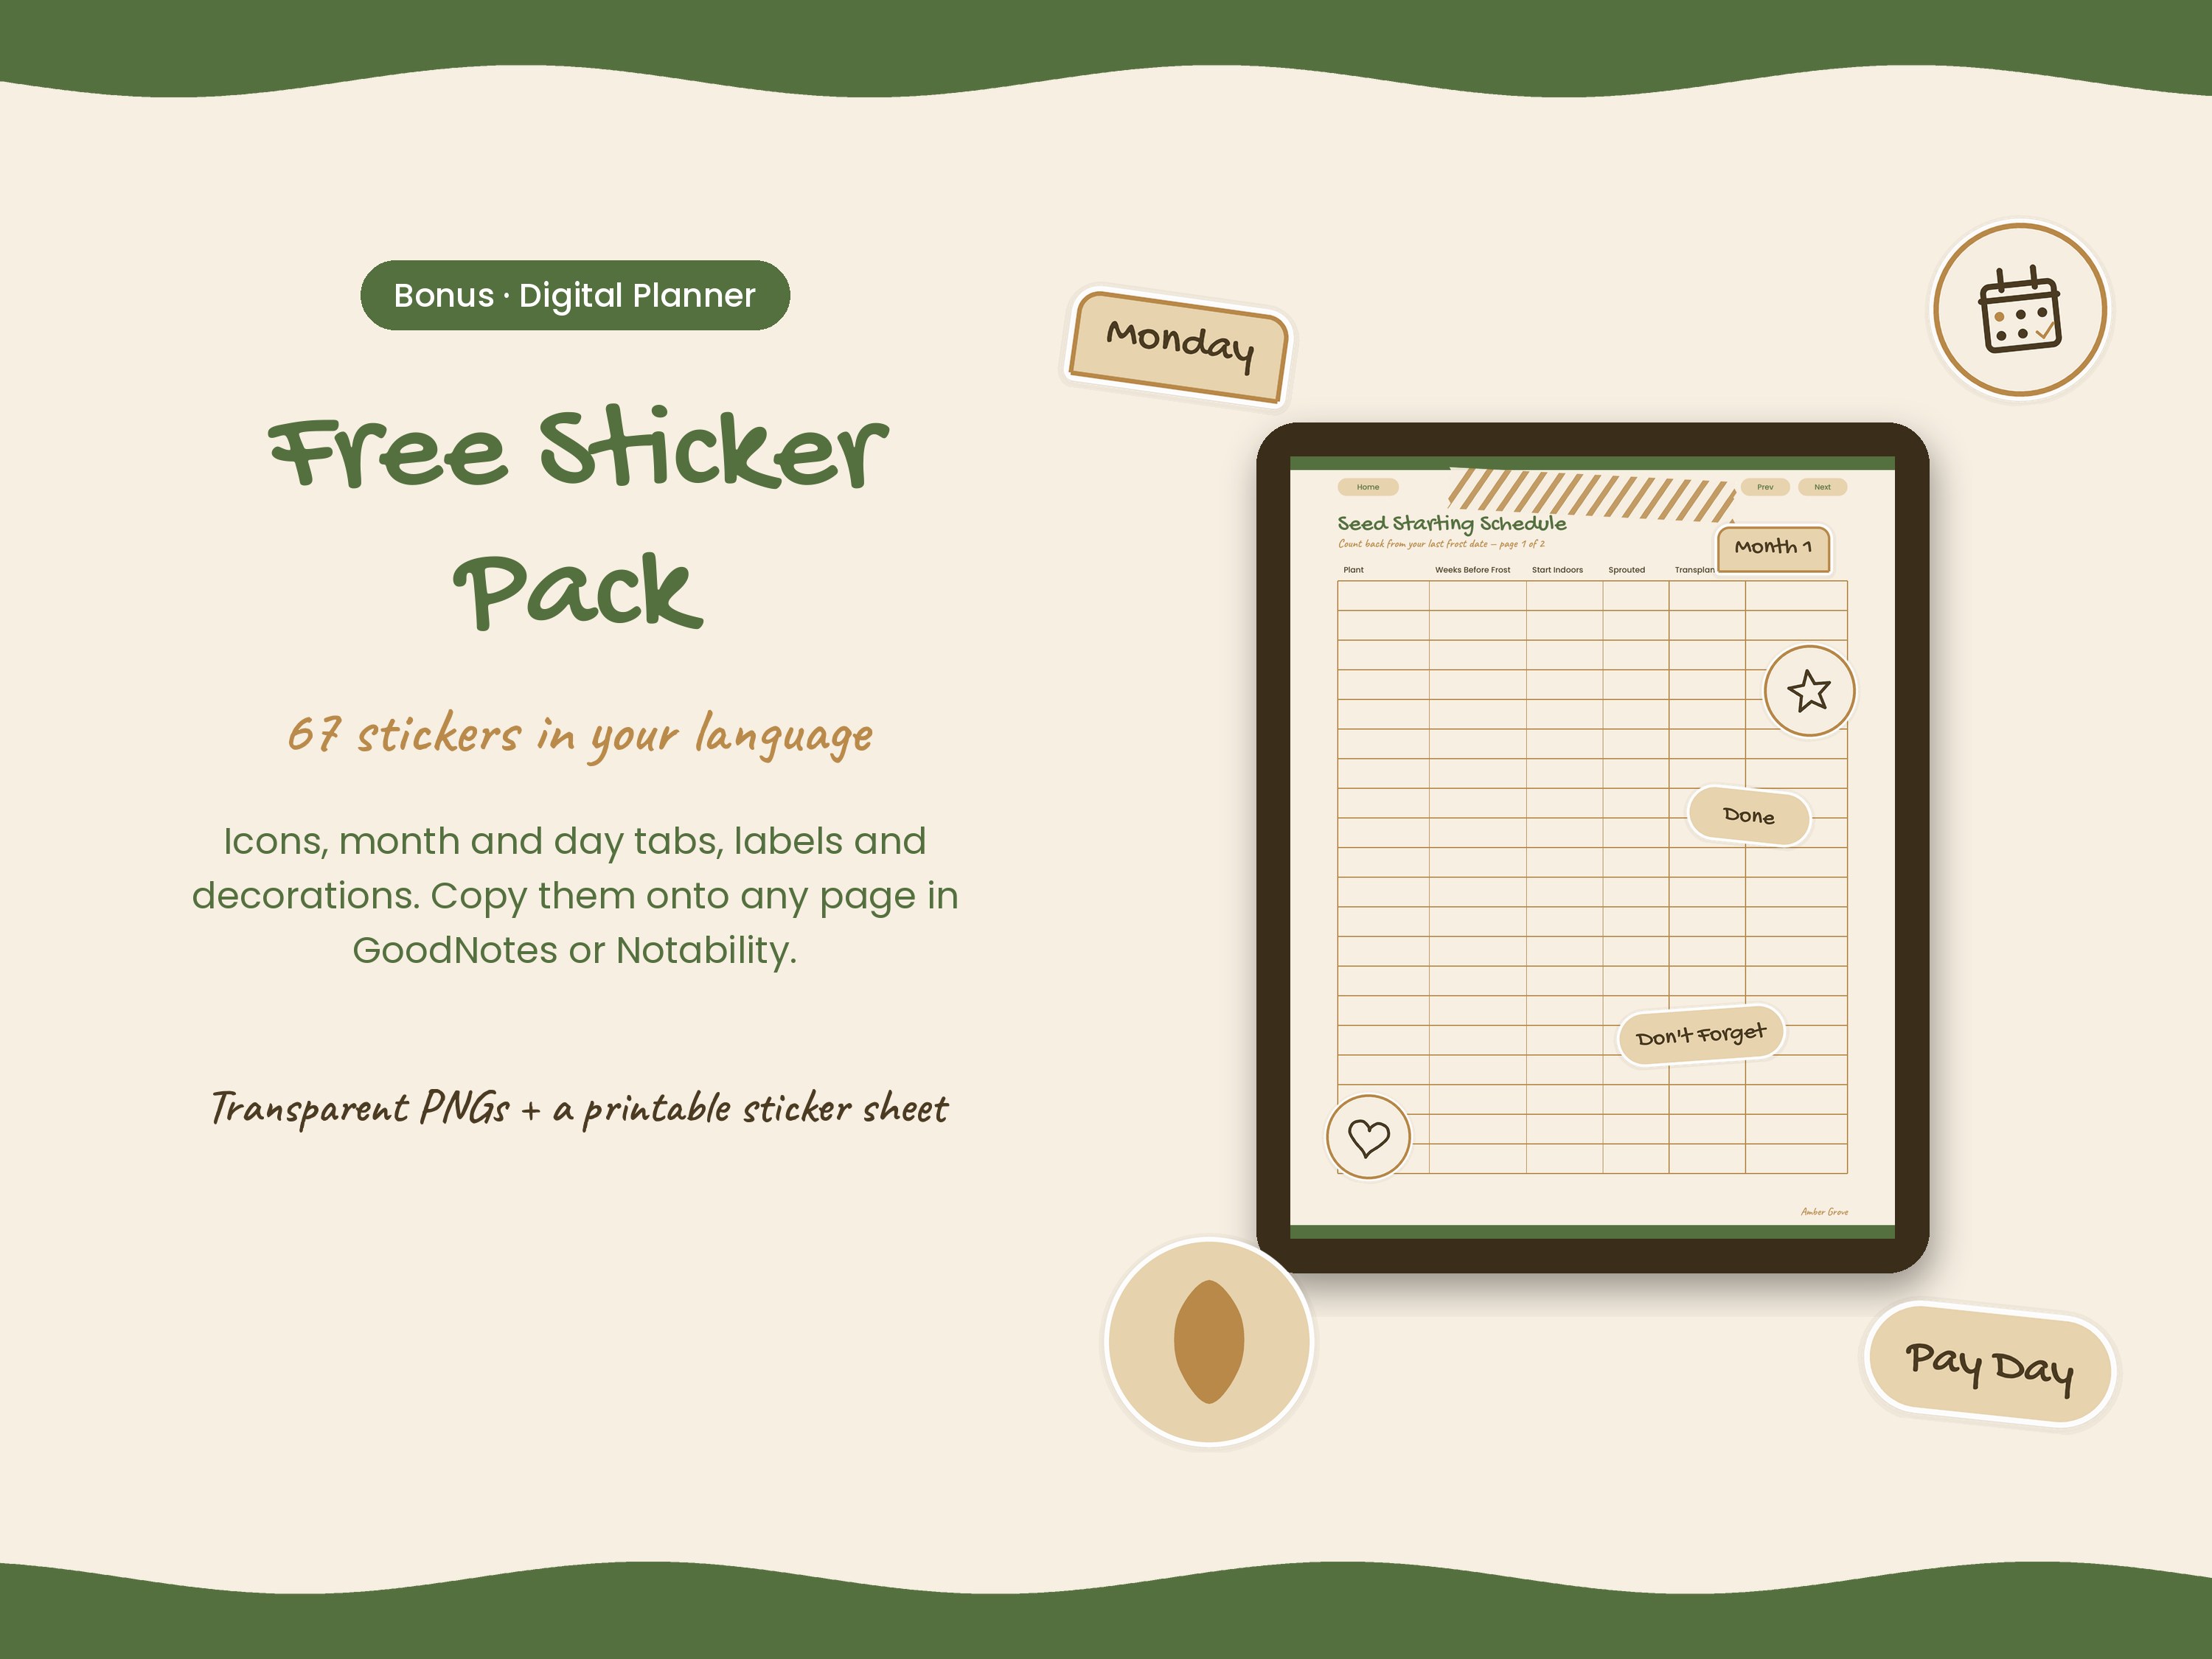 Bonus · Digital Planner
Free Sticker
Pack
67 stickers in your language
Icons, month and day tabs, labels and
decorations. Copy them onto any page in
GoodNotes or Notability.
Transparent PNGs + a printable sticker sheet
Monday
Home
Prev
Next
Seed Starting Schedule
Count back from your last frost date – page 1 of 2
Month 1
Plant
Weeks Before Frost
Start Indoors
Sprouted
Transplan
Done
Don't Forget
Amber Grove
Pay Day